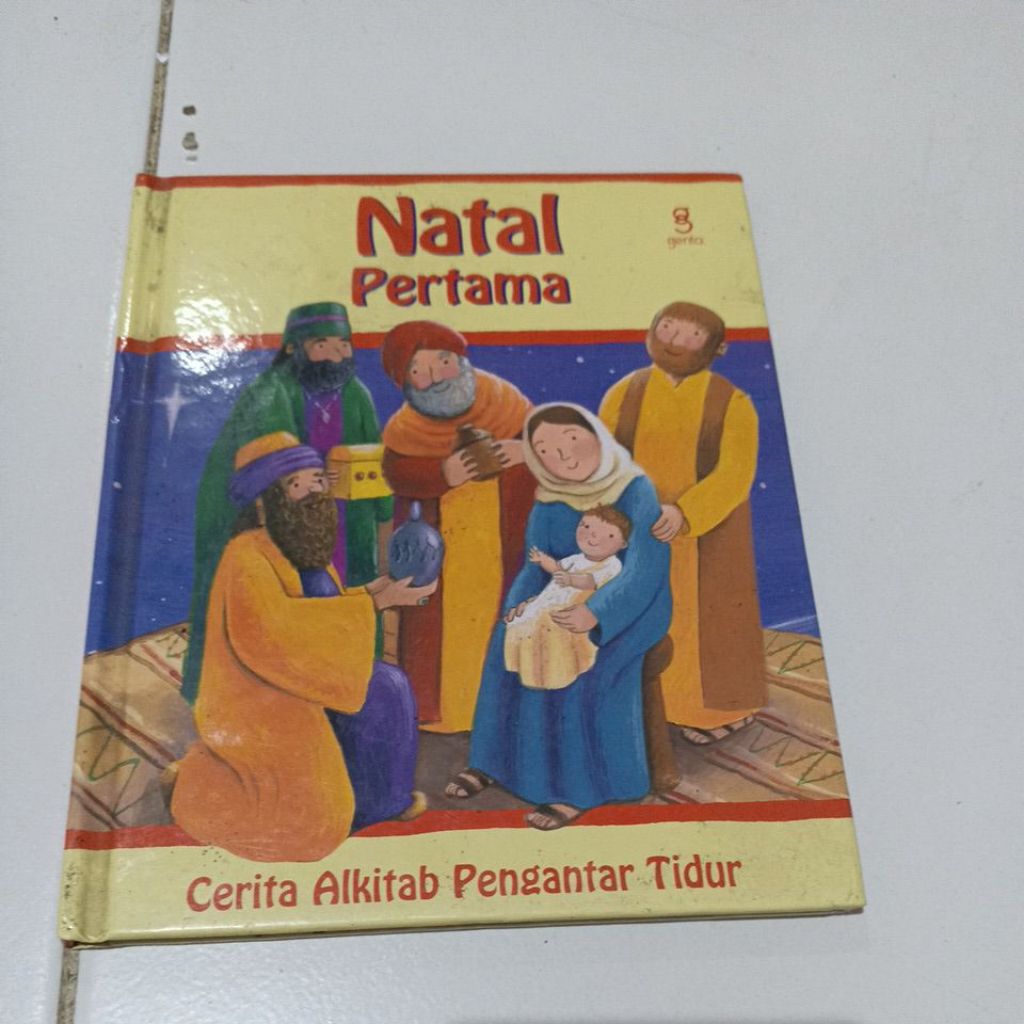 Natal
Pertama
g
genta
Cerita Alkitab Pengantar Tidur